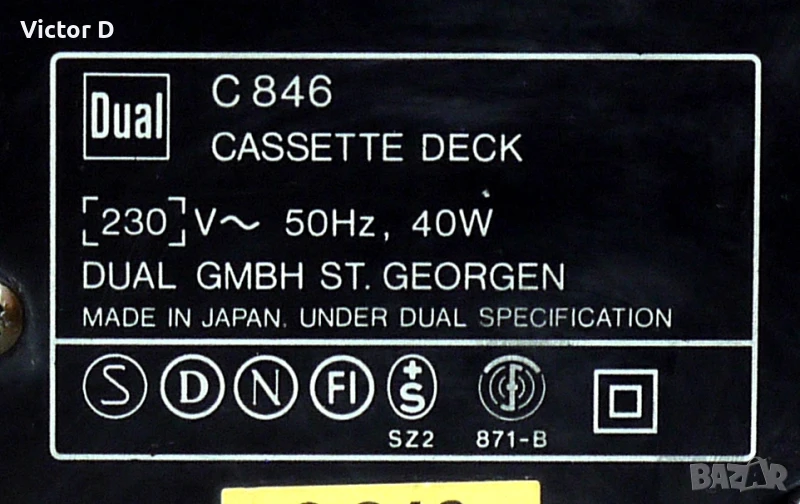 Victor D
Dual
C 846
CASSETTE DECK
[230] V~ 50Hz, 40W
DUAL GMBH ST. GEORGEN
MADE IN JAPAN. UNDER DUAL SPECIFICATION
S D N FI +S
SZ2 871-B
BAZAR